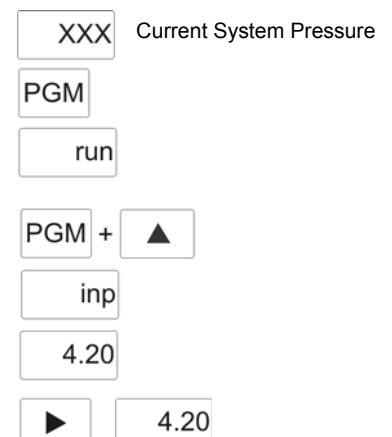 XXX Current System Pressure
PGM
run
PGM + ▲
inp
4.20
▶ 4.20